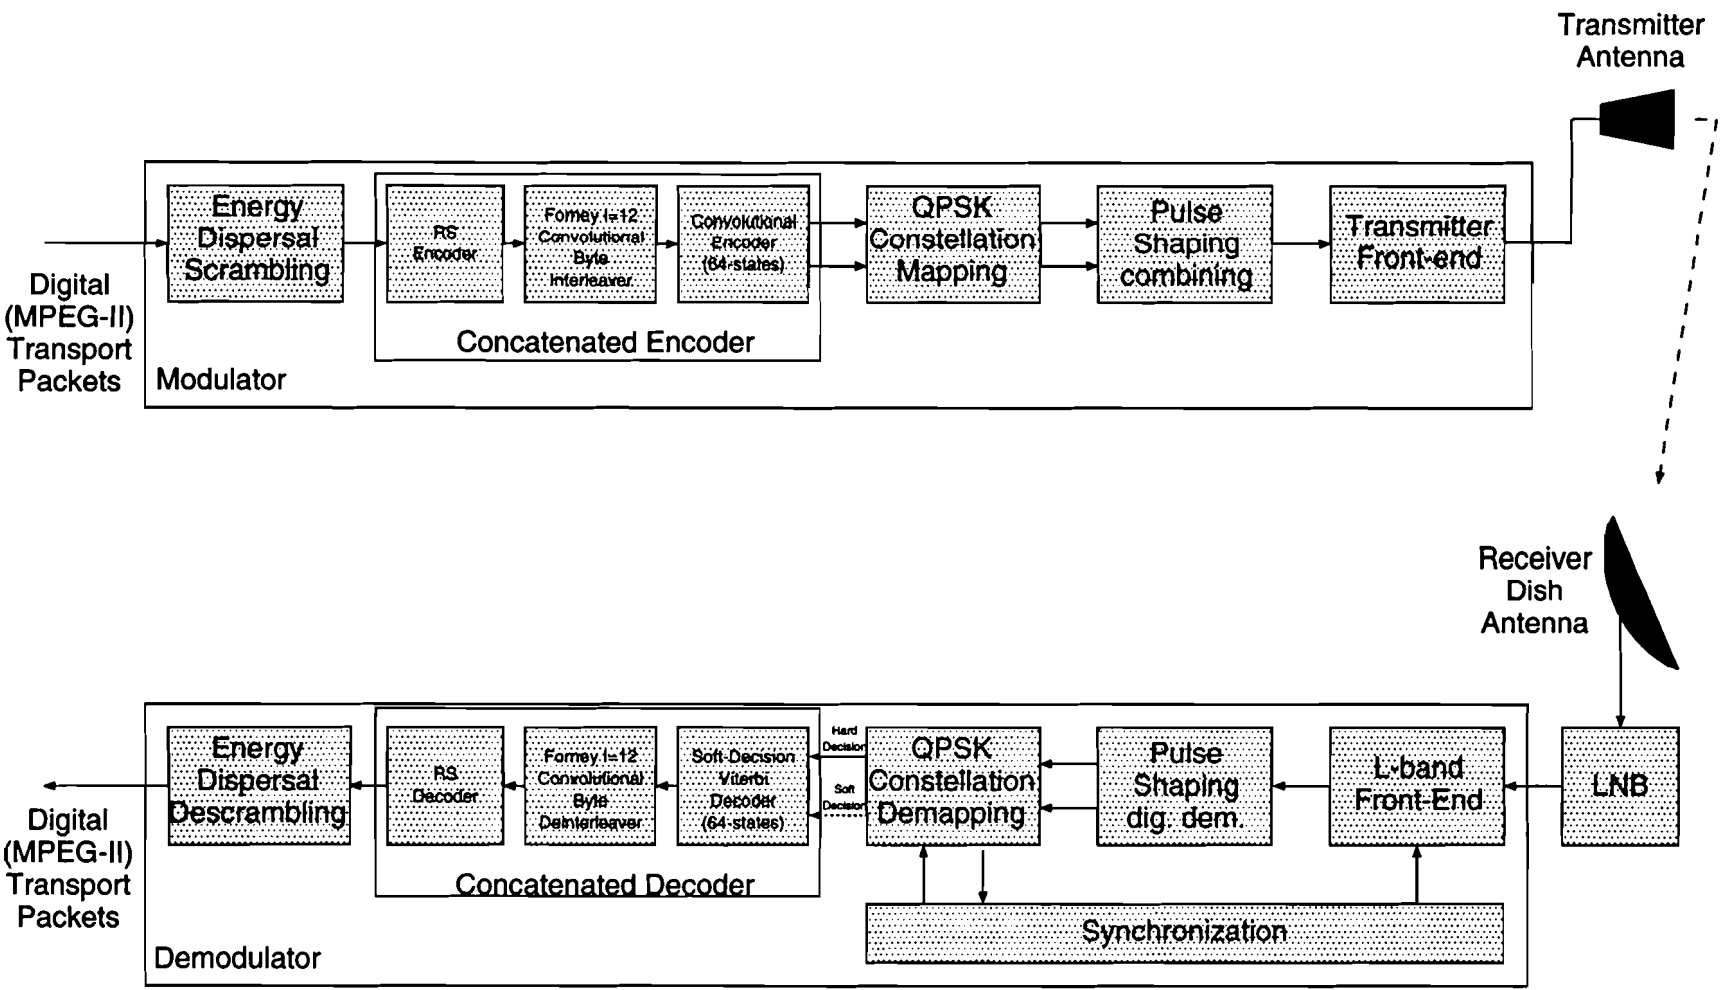 Transmitter
Antenna
Energy
Dispersal
Scrambling
RS
Encoder
Forney I=12
Convolutional
Byte
Interleaver
Convolutional
Encoder
(64-states)
QPSK
Constellation
Mapping
Pulse
Shaping
combining
Transmitter
Front-end
Digital
(MPEG-II)
Transport
Packets
Concatenated Encoder
Modulator
Receiver
Dish
Antenna
Energy
Dispersal
Descrambling
RS
Decoder
Forney I=12
Convolutional
Byte
Deinterleaver
Soft-Decision
Viterbi
Decoder
(64-states)
Hard
Decision
Soft
Decision
QPSK
Constellation
Demapping
Pulse
Shaping
dig. dem.
L-band
Front-End
LNB
Digital
(MPEG-II)
Transport
Packets
Concatenated Decoder
Synchronization
Demodulator